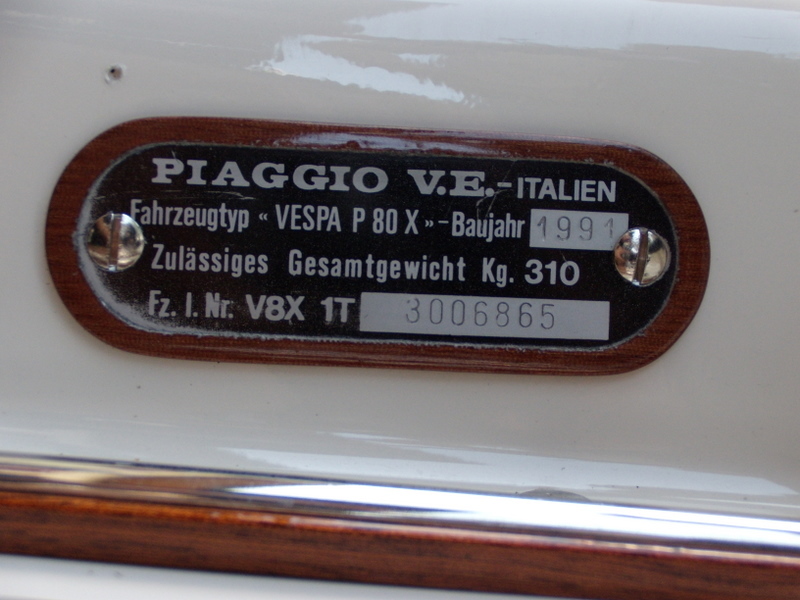 PIAGGIO V.E.-ITALIEN
Fahrzeugtyp « VESPA P 80 X »-Baujahr 1991
Zulässiges Gesamtgewicht Kg. 310
Fz. I. Nr. V8X 1T 3006865